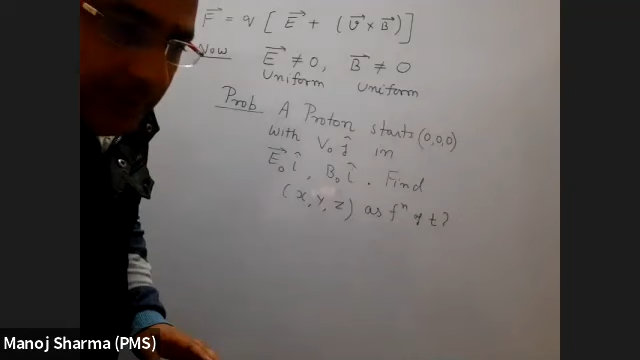 F⃗ = q [ E⃗ + (v⃗ × B⃗) ]
Now E⃗ ≠ 0, B⃗ ≠ 0
Uniform Uniform
Prob A Proton starts (0,0,0)
with V₀ ĵ in
E⃗₀ î, B₀ î. Find
(x, y, z) as fⁿ of t?
Manoj Sharma (PMS)